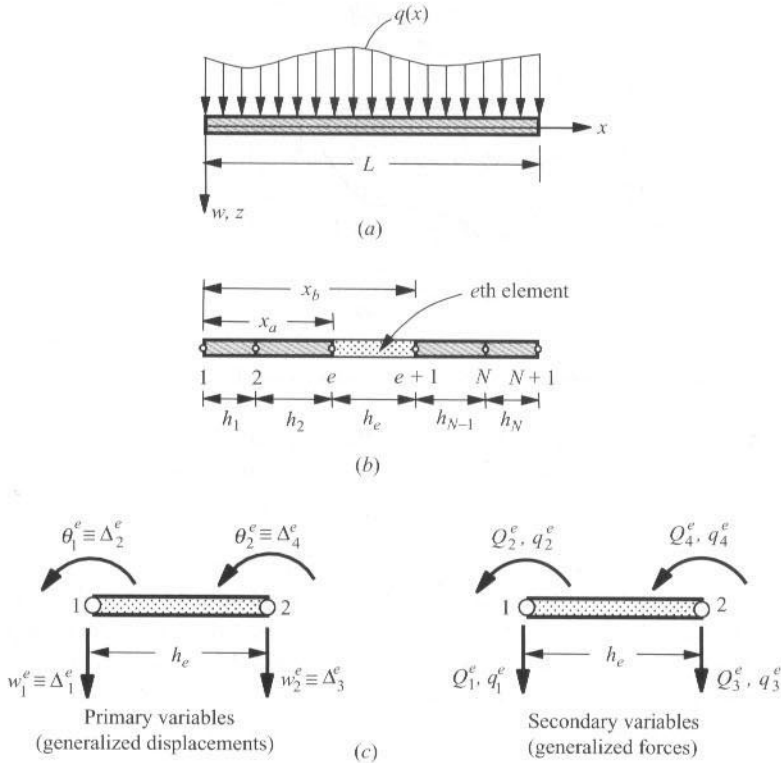 q(x)
x
L
w, z
(a)
x_b
eth element
x_a
1 2 e e + 1 N N + 1
h_1 h_2 h_e h_{N−1} h_N
(b)
θ_1^e ≡ Δ_2^e θ_2^e ≡ Δ_4^e Q_2^e, q_2^e Q_4^e, q_4^e
1 2 1 2
h_e h_e
w_1^e ≡ Δ_1^e w_2^e ≡ Δ_3^e Q_1^e, q_1^e Q_3^e, q_3^e
Primary variables Secondary variables
(generalized displacements) (c) (generalized forces)